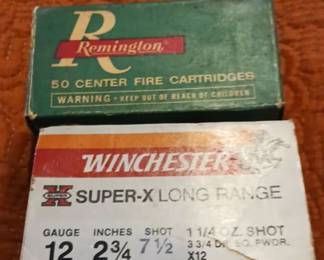 R
Remington
50 CENTER FIRE CARTRIDGES
WARNING • KEEP OUT OF REACH OF CHILDREN
WINCHESTER
X SUPER-X LONG RANGE
GAUGE INCHES SHOT 1 1/4 OZ. SHOT
12 2 3/4 7 1/2 3 3/4 DR. EQ. PWDR.
X12